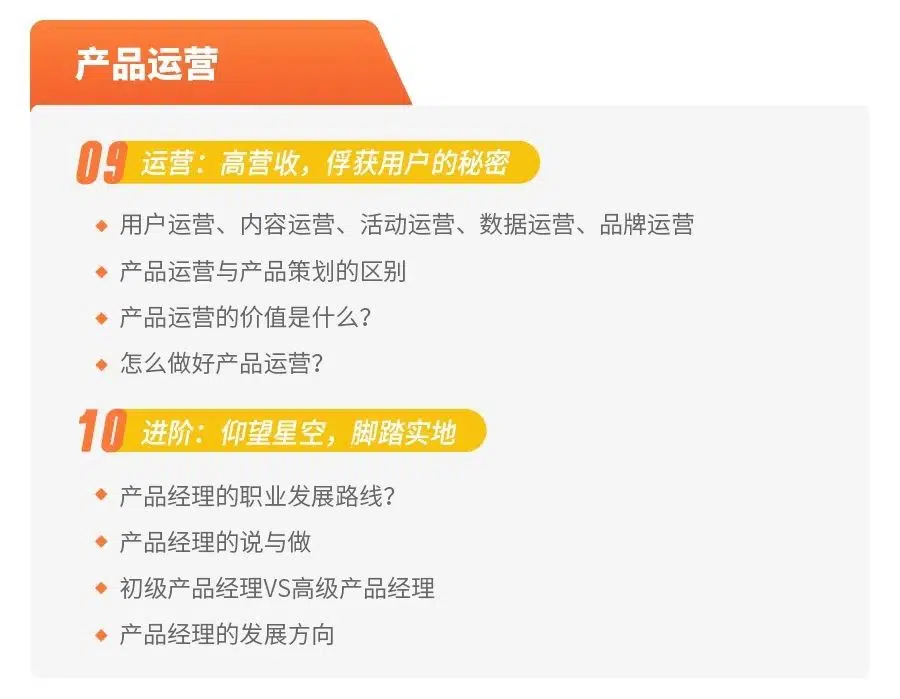 产品运营
09 运营：高营收，俘获用户的秘密
用户运营、内容运营、活动运营、数据运营、品牌运营
产品运营与产品策划的区别
产品运营的价值是什么？
怎么做好产品运营？
10 进阶：仰望星空，脚踏实地
产品经理的职业发展路线？
产品经理的说与做
初级产品经理VS高级产品经理
产品经理的发展方向